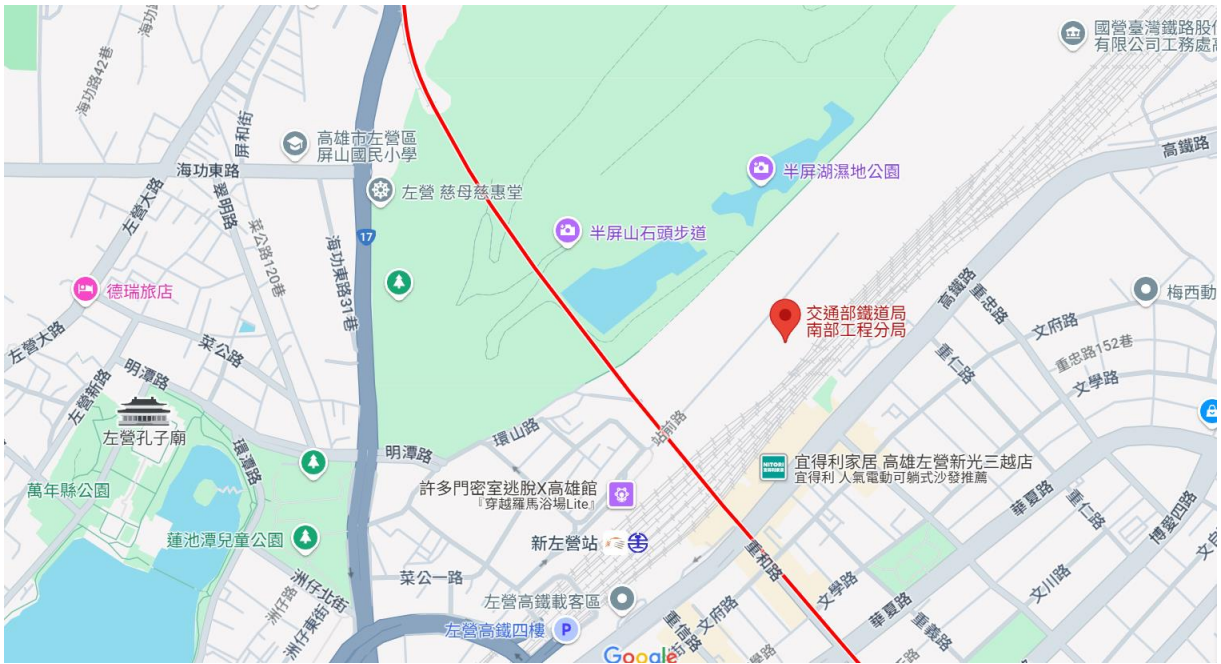 國營臺灣鐵路股份
有限公司工務處高
海功路42巷
海功
屏和街
高雄市左營區
屏山國民小學
高鐵路
海功東路
半屏湖濕地公園
左營 慈母慈惠堂
翠明路
左營大路
菜公路120巷
17
半屏山石頭步道
海功東路31巷
德瑞旅店
高鐵路
重忠路
梅西動
交通部鐵道局
南部工程分局
文府路
左營大路
菜公路
重仁路
重忠路152巷
明潭路
文學路
左營新路
站前路
左營孔子廟
環潭路
環山路
明潭路
NITORI
宜得利家居 高雄左營新光三越店
宜得利 人氣電動可躺式沙發推薦
萬年縣公園
許多門密室逃脫X高雄館
『穿越羅馬浴場Lite』
華夏路
重仁路
博愛四路
蓮池潭兒童公園
新左營站
重和路
文學路
文自
洲仔北街
菜公一路
左營高鐵載客區
文川路
洲仔路
洲仔東街
文府路
華夏路
重義路
重信路
左營高鐵四樓
P
Google